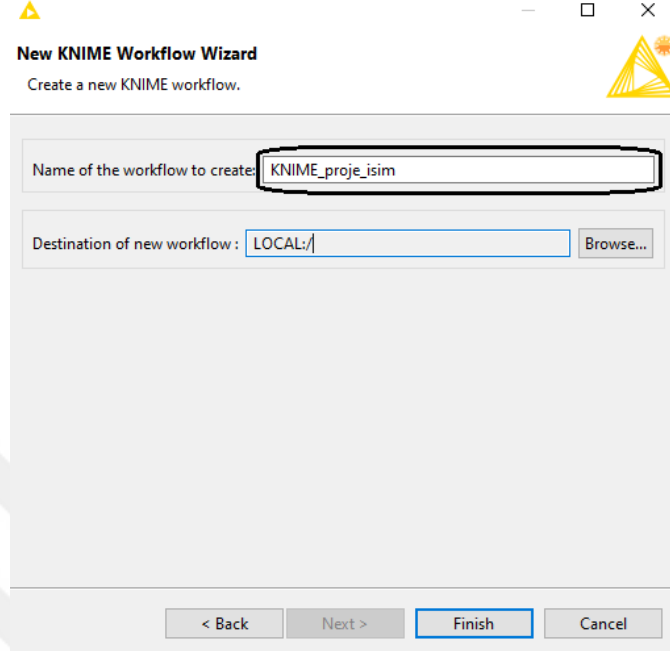 New KNIME Workflow Wizard
Create a new KNIME workflow.
Name of the workflow to create: KNIME_proje_isim
Destination of new workflow : LOCAL:/ Browse...
< Back Next > Finish Cancel